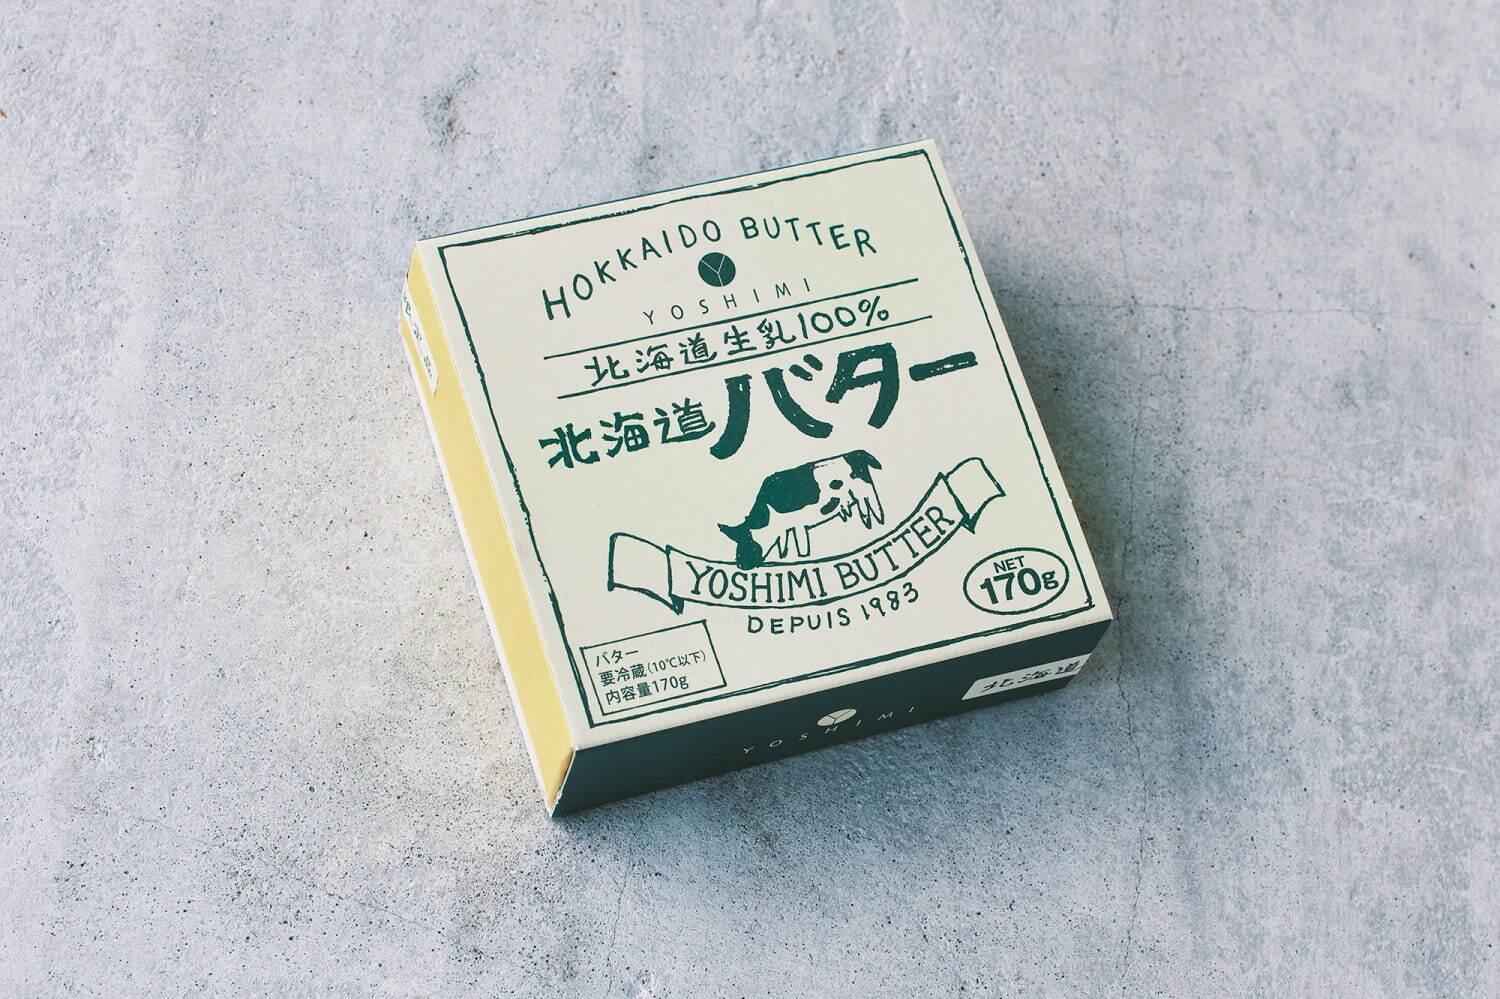 HOKKAIDO BUTTER
YOSHIMI
北海道生乳100%
北海道バター
YOSHIMI BUTTER
DEPUIS 1983
NET
170g
バター
要冷蔵(10℃以下)
内容量170g
YOSHIMI
北海道